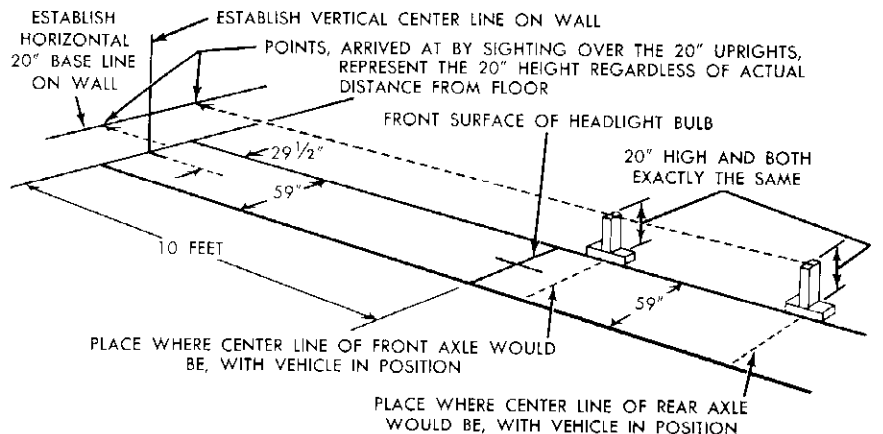 ESTABLISH
HORIZONTAL
20" BASE LINE
ON WALL
ESTABLISH VERTICAL CENTER LINE ON WALL
POINTS, ARRIVED AT BY SIGHTING OVER THE 20" UPRIGHTS,
REPRESENT THE 20" HEIGHT REGARDLESS OF ACTUAL
DISTANCE FROM FLOOR
FRONT SURFACE OF HEADLIGHT BULB
20" HIGH AND BOTH
EXACTLY THE SAME
29 1/2"
59"
10 FEET
59"
PLACE WHERE CENTER LINE OF FRONT AXLE WOULD
BE, WITH VEHICLE IN POSITION
PLACE WHERE CENTER LINE OF REAR AXLE
WOULD BE, WITH VEHICLE IN POSITION